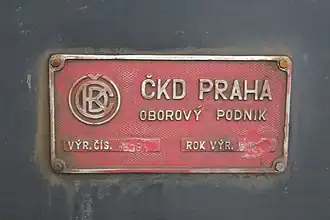 ČKD PRAHA
OBOROVÝ PODNIK
VÝR. ČÍS.
ROK VÝR.